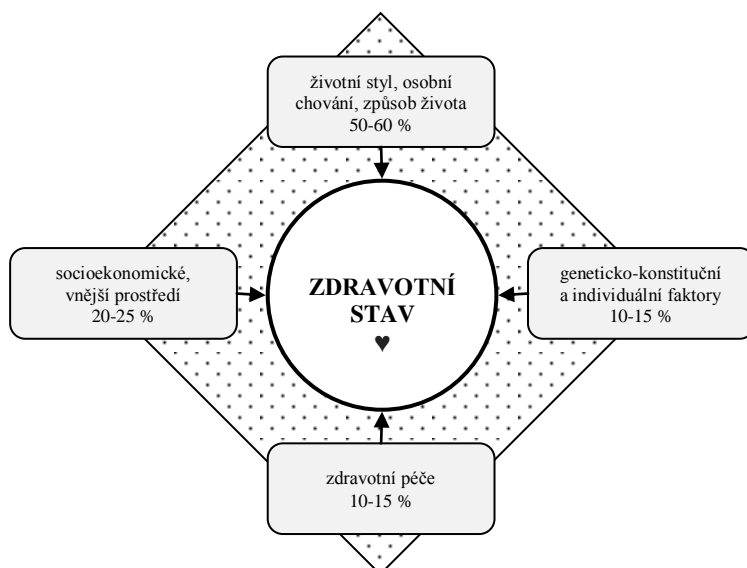 životní styl, osobní
chování, způsob života
50-60 %
socioekonomické,
vnější prostředí
20-25 %
ZDRAVOTNÍ
STAV
♥
geneticko-konstituční
a individuální faktory
10-15 %
zdravotní péče
10-15 %